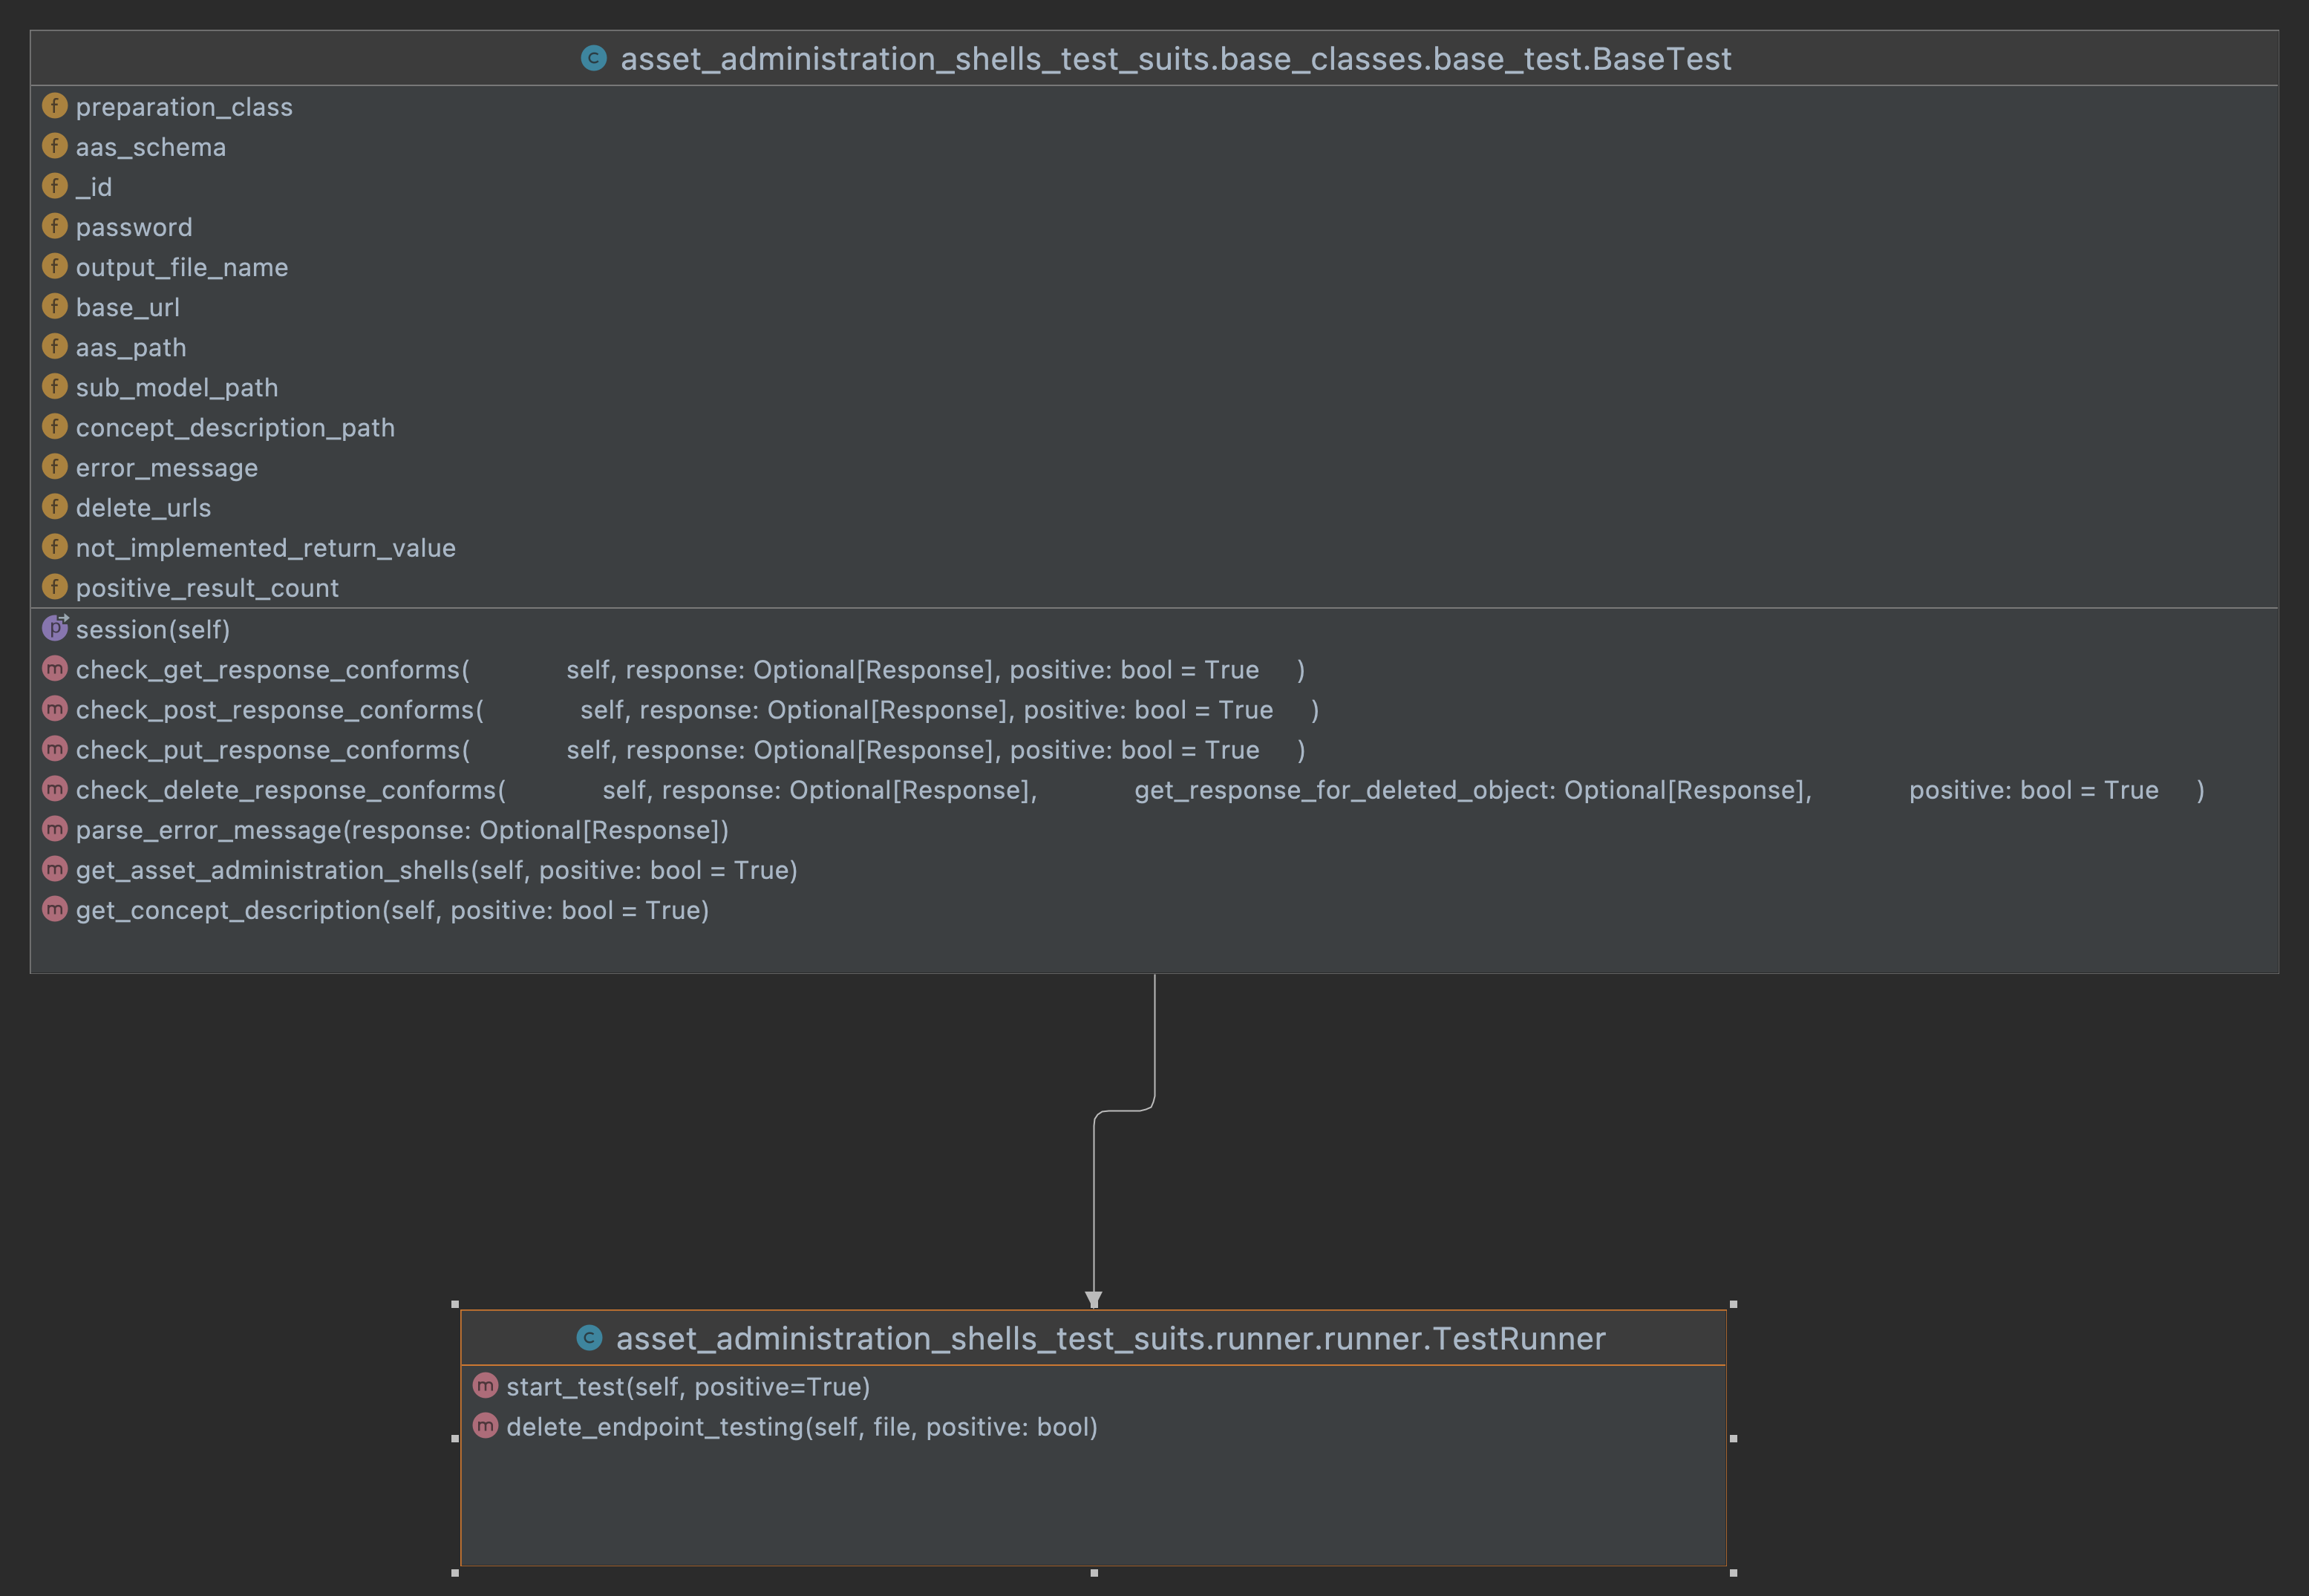 asset_administration_shells_test_suits.base_classes.base_test.BaseTest
preparation_class
aas_schema
_id
password
output_file_name
base_url
aas_path
sub_model_path
concept_description_path
error_message
delete_urls
not_implemented_return_value
positive_result_count
session(self)
check_get_response_conforms( self, response: Optional[Response], positive: bool = True )
check_post_response_conforms( self, response: Optional[Response], positive: bool = True )
check_put_response_conforms( self, response: Optional[Response], positive: bool = True )
check_delete_response_conforms( self, response: Optional[Response], get_response_for_deleted_object: Optional[Response], positive: bool = True )
parse_error_message(response: Optional[Response])
get_asset_administration_shells(self, positive: bool = True)
get_concept_description(self, positive: bool = True)
asset_administration_shells_test_suits.runner.runner.TestRunner
start_test(self, positive=True)
delete_endpoint_testing(self, file, positive: bool)